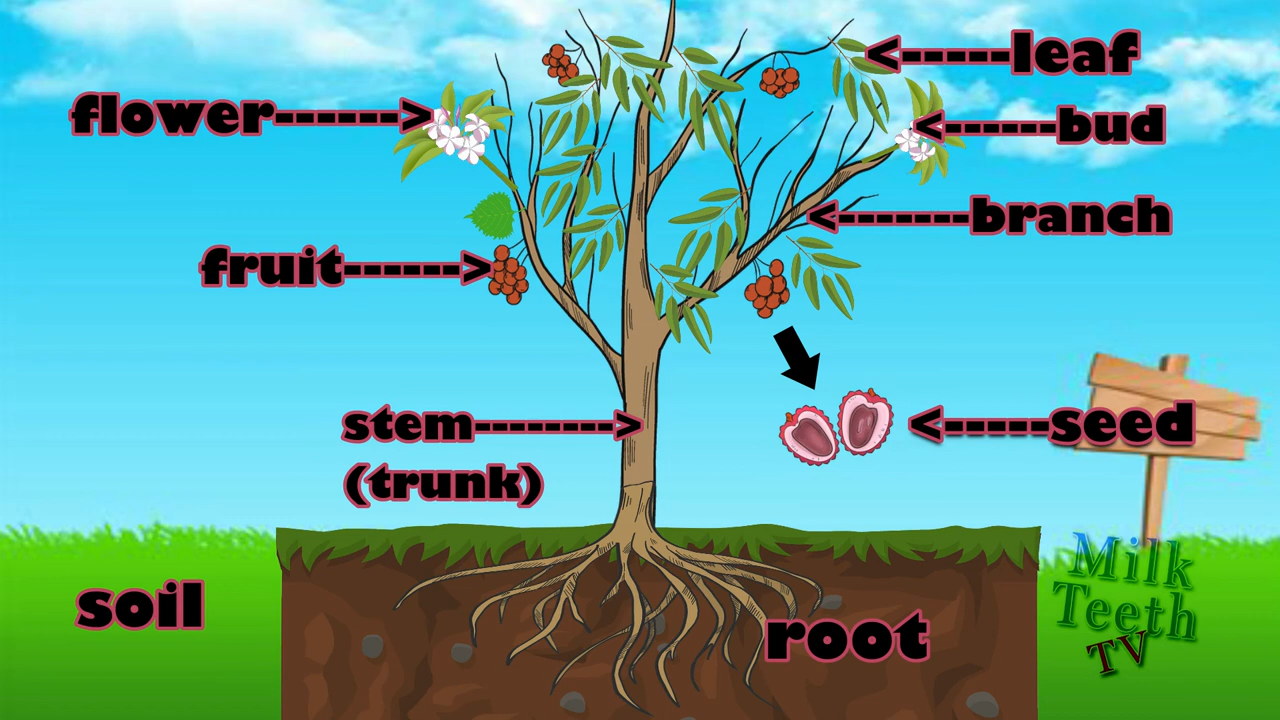 <-----leaf
flower------>
<------bud
<-------branch
fruit------>
stem-------->
(trunk)
<-----seed
soil
root
Milk
Teeth
TV